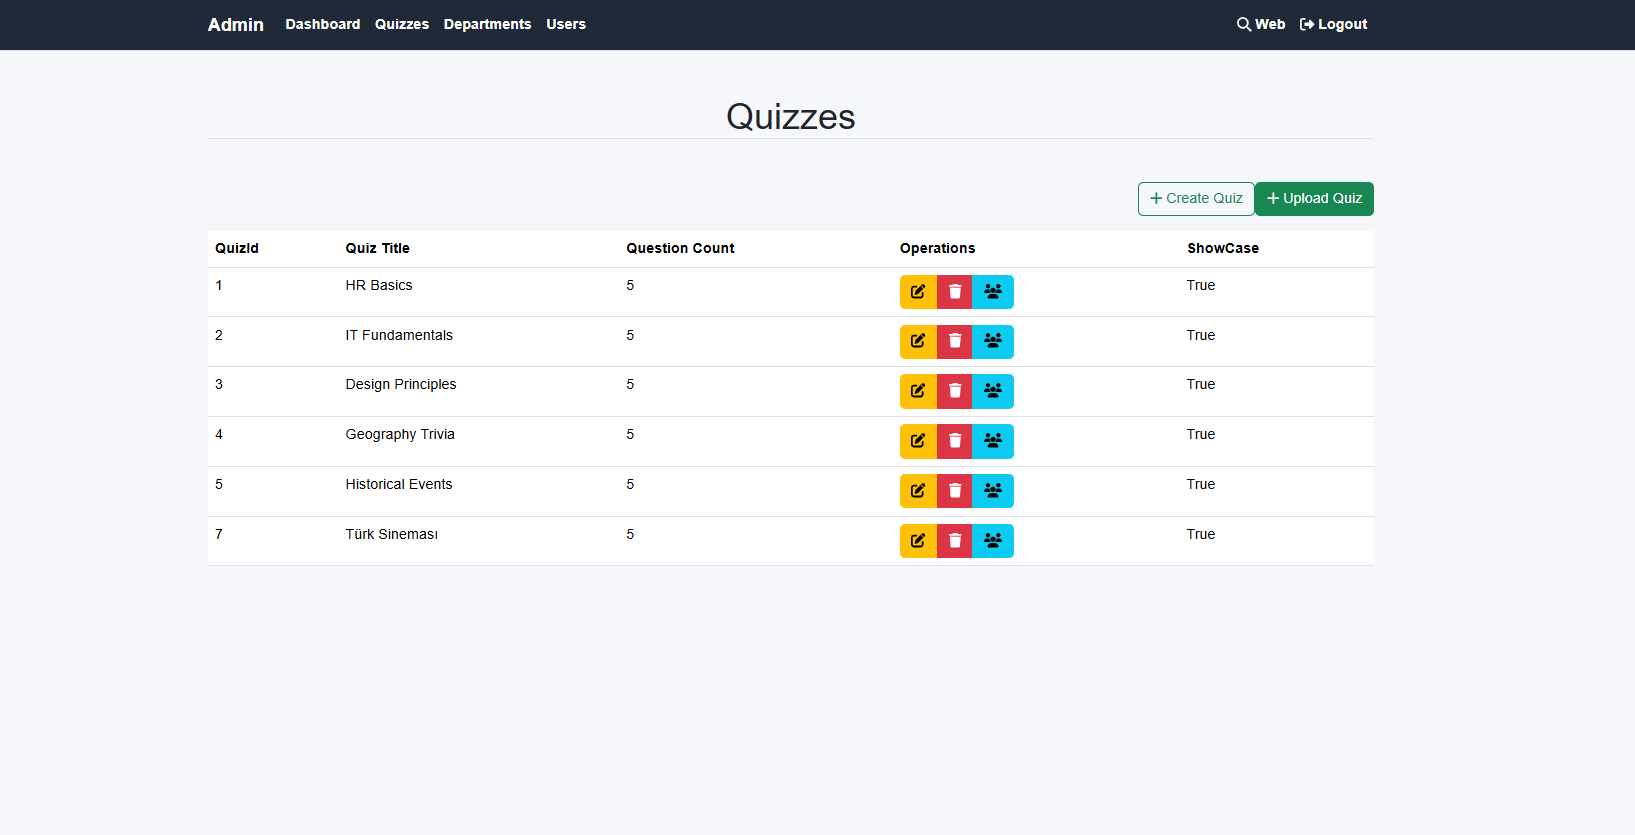 Admin Dashboard Quizzes Departments Users Web Logout
Quizzes
Create Quiz Upload Quiz
QuizId Quiz Title Question Count Operations ShowCase
1 HR Basics 5 True
2 IT Fundamentals 5 True
3 Design Principles 5 True
4 Geography Trivia 5 True
5 Historical Events 5 True
7 Türk Sineması 5 True